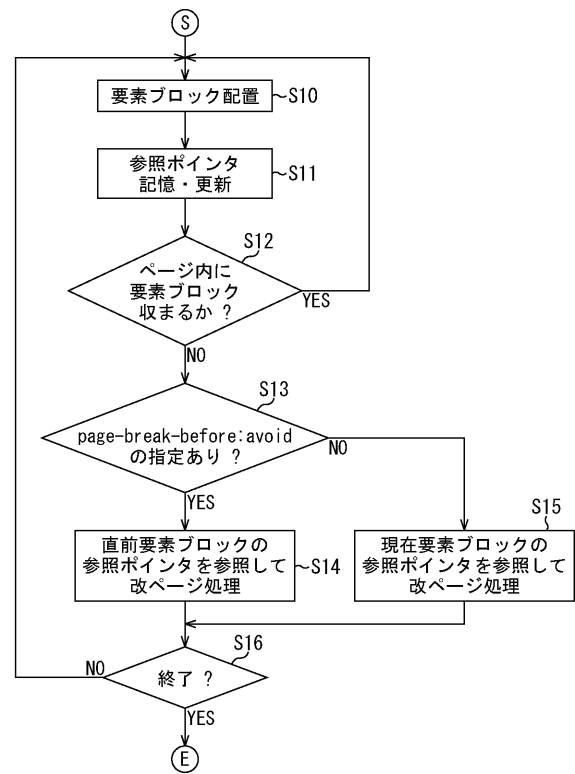 S
要素ブロック配置
S10
参照ポインタ
記憶・更新
S11
S12
ページ内に
要素ブロック
収まるか ?
YES
NO
S13
page-break-before:avoid
の指定あり ?
NO
YES
直前要素ブロックの
参照ポインタを参照して
改ページ処理
S14
S15
現在要素ブロックの
参照ポインタを参照して
改ページ処理
S16
NO
終了 ?
YES
E